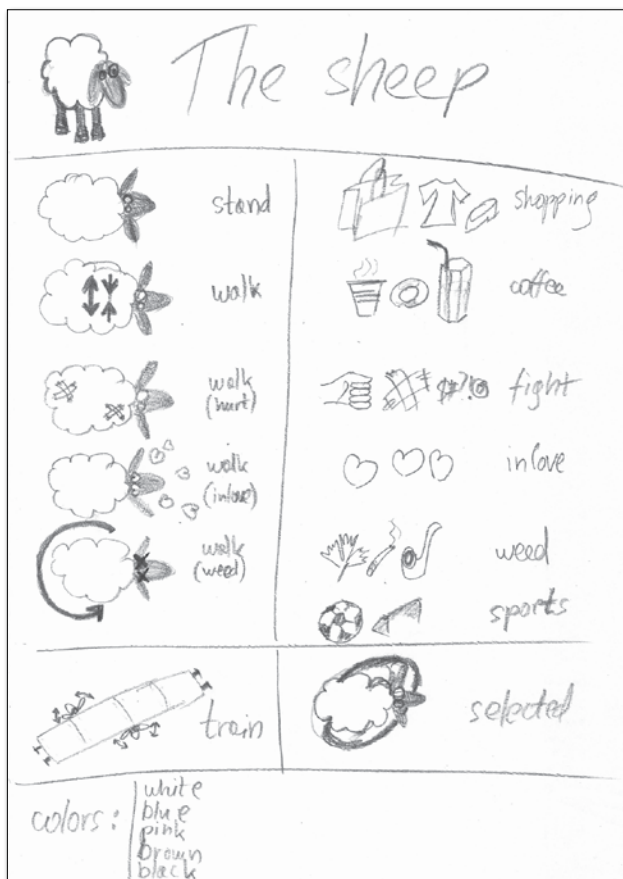 The sheep
stand
walk
walk
(hurt)
walk
(inlove)
walk
(weed)
shopping
coffee
$#?!@ fight
inlove
weed
sports
train
selected
colors:
white
blue
pink
brown
black